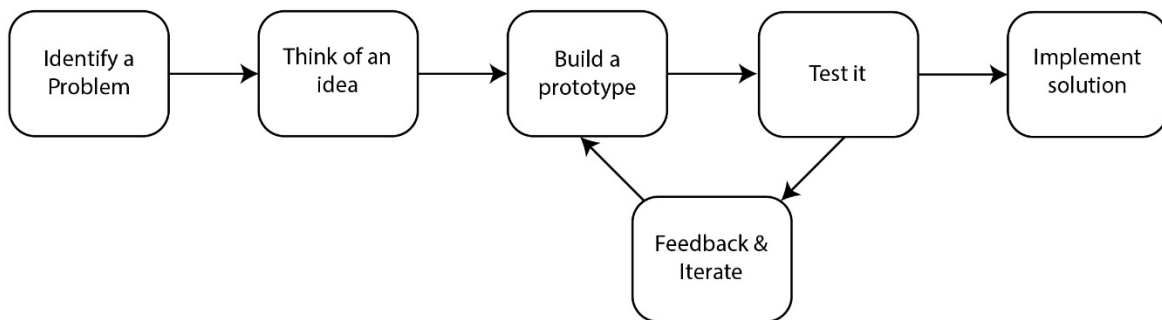 Identify a
Problem
Think of an
idea
Build a
prototype
Test it
Implement
solution
Feedback &
Iterate